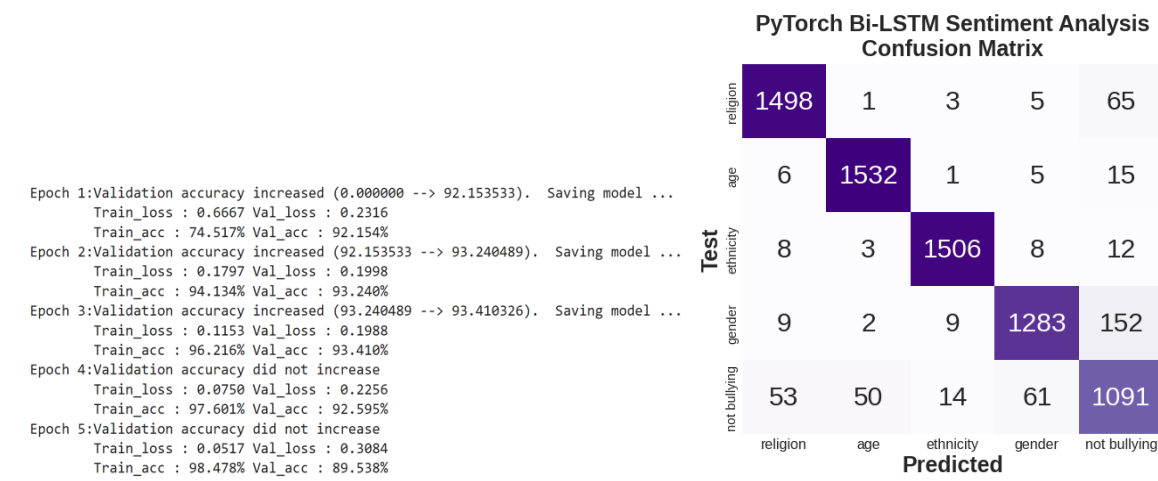 Epoch 1:Validation accuracy increased (0.000000 --> 92.153533).  Saving model ...
Train_loss : 0.6667 Val_loss : 0.2316
Train_acc : 74.517% Val_acc : 92.154%
Epoch 2:Validation accuracy increased (92.153533 --> 93.240489).  Saving model ...
Train_loss : 0.1797 Val_loss : 0.1998
Train_acc : 94.134% Val_acc : 93.240%
Epoch 3:Validation accuracy increased (93.240489 --> 93.410326).  Saving model ...
Train_loss : 0.1153 Val_loss : 0.1988
Train_acc : 96.216% Val_acc : 93.410%
Epoch 4:Validation accuracy did not increase
Train_loss : 0.0750 Val_loss : 0.2256
Train_acc : 97.601% Val_acc : 92.595%
Epoch 5:Validation accuracy did not increase
Train_loss : 0.0517 Val_loss : 0.3084
Train_acc : 98.478% Val_acc : 89.538%
PyTorch Bi-LSTM Sentiment Analysis
Confusion Matrix
Test
religion 1498 1 3 5 65
age 6 1532 1 5 15
ethnicity 8 3 1506 8 12
gender 9 2 9 1283 152
not bullying 53 50 14 61 1091
religion age ethnicity gender not bullying
Predicted